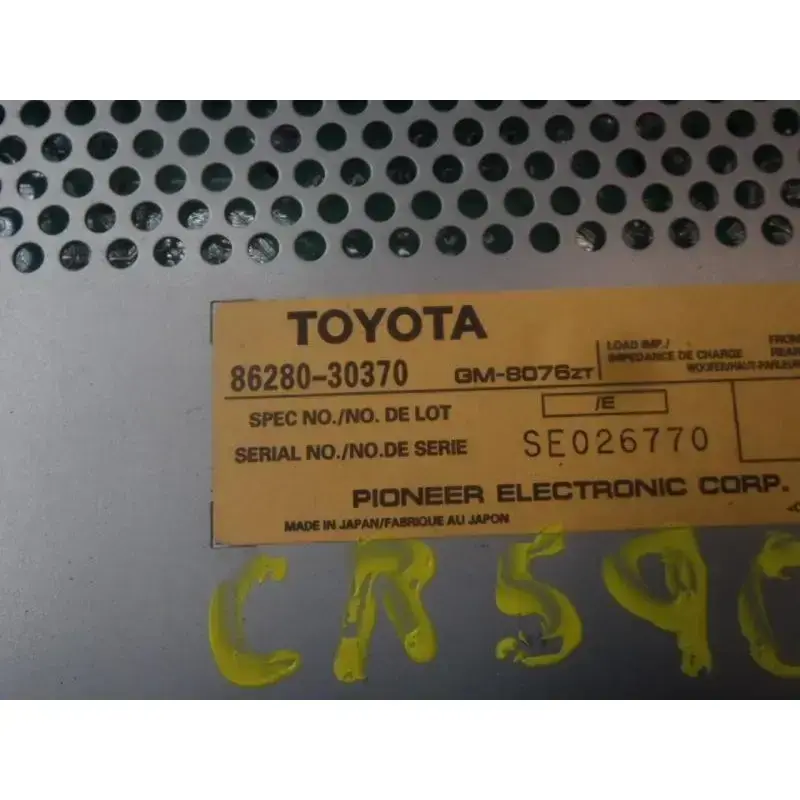 TOYOTA
86280-30370 GM-8076ZT
LOAD IMP./
IMPEDANCE DE CHARGE
SPEC NO./NO. DE LOT /E
SERIAL NO./NO.DE SERIE SE026770
PIONEER ELECTRONIC CORP.
MADE IN JAPAN/FABRIQUE AU JAPON
CR59